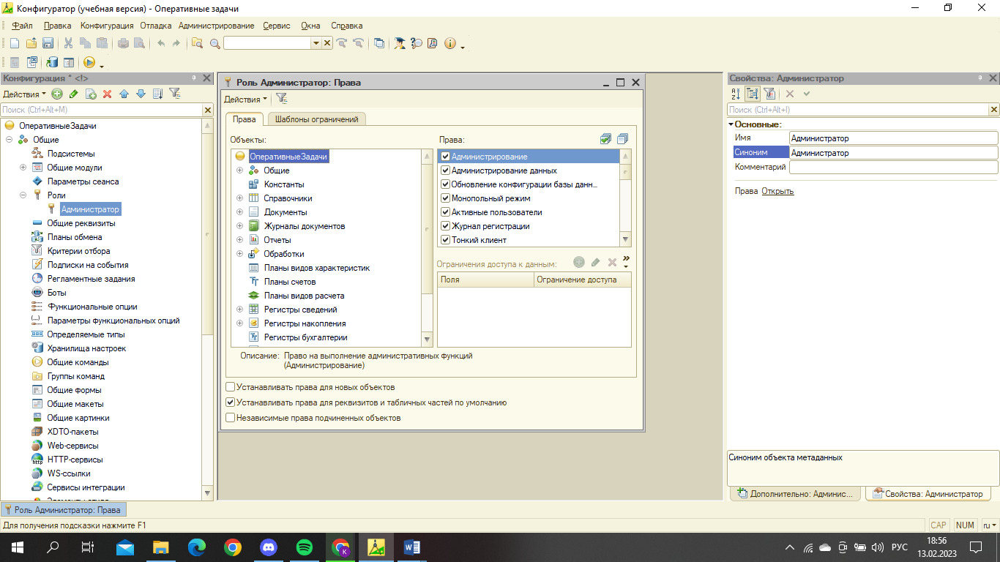 Конфигуратор (учебная версия) - Оперативные задачи
Файл Правка Конфигурация Отладка Администрирование Сервис Окна Справка
Конфигурация * <!>
Действия
Поиск (Ctrl+Alt+M)
ОперативныеЗадачи
Общие
Подсистемы
Общие модули
Параметры сеанса
Роли
Администратор
Общие реквизиты
Планы обмена
Критерии отбора
Подписки на события
Регламентные задания
Боты
Функциональные опции
Параметры функциональных опций
Определяемые типы
Хранилища настроек
Общие команды
Группы команд
Общие формы
Общие макеты
Общие картинки
XDTO-пакеты
Web-сервисы
HTTP-сервисы
WS-ссылки
Сервисы интеграции
Роль Администратор: Права
Действия
Права Шаблоны ограничений
Объекты:
ОперативныеЗадачи
Общие
Константы
Справочники
Документы
Журналы документов
Отчеты
Обработки
Планы видов характеристик
Планы счетов
Планы видов расчета
Регистры сведений
Регистры накопления
Регистры бухгалтерии
Права:
Администрирование
Администрирование данных
Обновление конфигурации базы данн...
Монопольный режим
Активные пользователи
Журнал регистрации
Тонкий клиент
Ограничения доступа к данным:
Поля Ограничение доступа
Описание: Право на выполнение административных функций
(Администрирование)
Устанавливать права для новых объектов
Устанавливать права для реквизитов и табличных частей по умолчанию
Независимые права подчиненных объектов
Свойства: Администратор
Поиск (Ctrl+Alt+I)
Основные:
Имя Администратор
Синоним Администратор
Комментарий
Права Открыть
Синоним объекта метаданных
Дополнительно: Админис... Свойства: Администратор
Роль Администратор: Права
Для получения подсказки нажмите F1
CAP NUM ru
РУС
18:56
13.02.2023